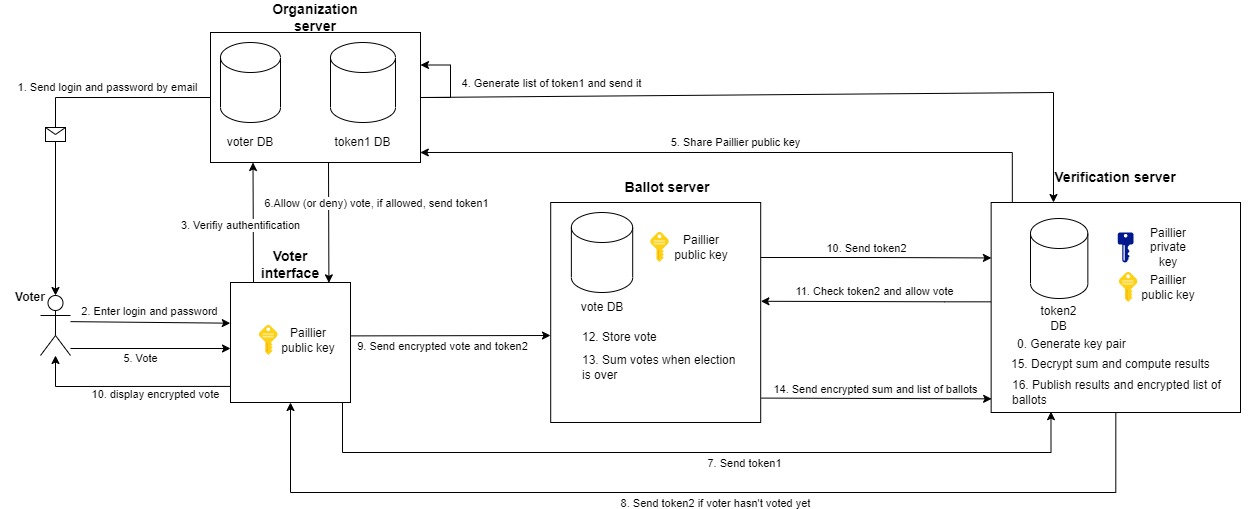 Organization
server
1. Send login and password by email
4. Generate list of token1 and send it
voter DB
token1 DB
5. Share Paillier public key
Verification server
Ballot server
6.Allow (or deny) vote, if allowed, send token1
3. Verifiy authentification
Voter
interface
Paillier
public key
10. Send token2
Paillier
private
key
Paillier
public key
11. Check token2 and allow vote
Voter
2. Enter login and password
vote DB
token2
DB
Paillier
public key
12. Store vote
9. Send encrypted vote and token2
0. Generate key pair
5. Vote
13. Sum votes when election
is over
15. Decrypt sum and compute results
10. display encrypted vote
14. Send encrypted sum and list of ballots
16. Publish results and encrypted list of
ballots
7. Send token1
8. Send token2 if voter hasn't voted yet